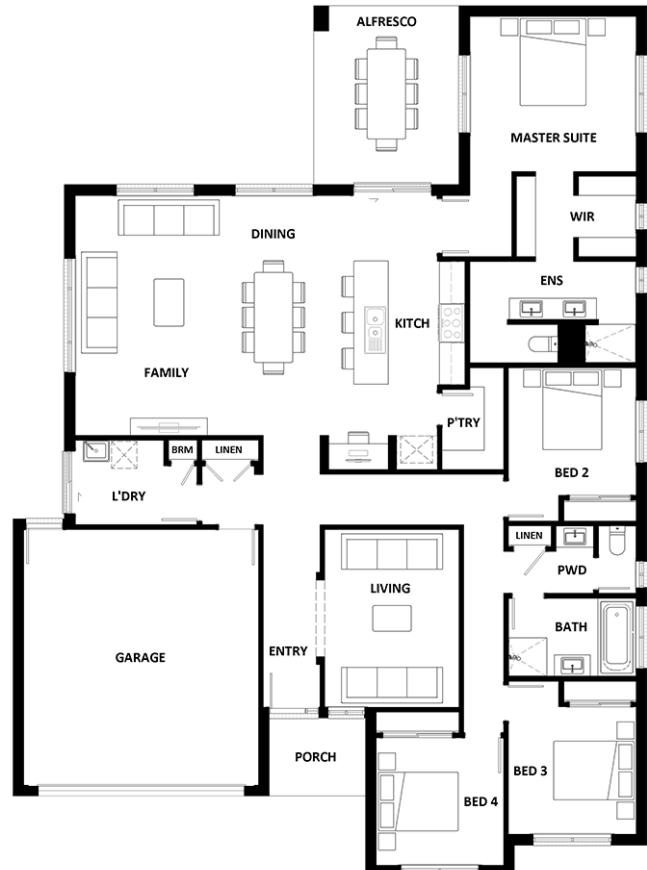 ALFRESCO
MASTER SUITE
WIR
DINING
ENS
KITCH
FAMILY
P'TRY
BRM
LINEN
L'DRY
BED 2
LINEN
PWD
LIVING
BATH
ENTRY
GARAGE
PORCH
BED 3
BED 4